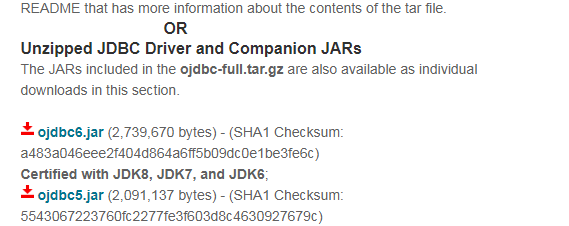 README that has more information about the contents of the tar file.
OR
Unzipped JDBC Driver and Companion JARs
The JARs included in the ojdbc-full.tar.gz are also available as individual
downloads in this section.
ojdbc6.jar (2,739,670 bytes) - (SHA1 Checksum:
a483a046eee2f404d864a6ff5b09dc0e1be3fe6c)
Certified with JDK8, JDK7, and JDK6;
ojdbc5.jar (2,091,137 bytes) - (SHA1 Checksum:
5543067223760fc2277fe3f603d8c4630927679c)